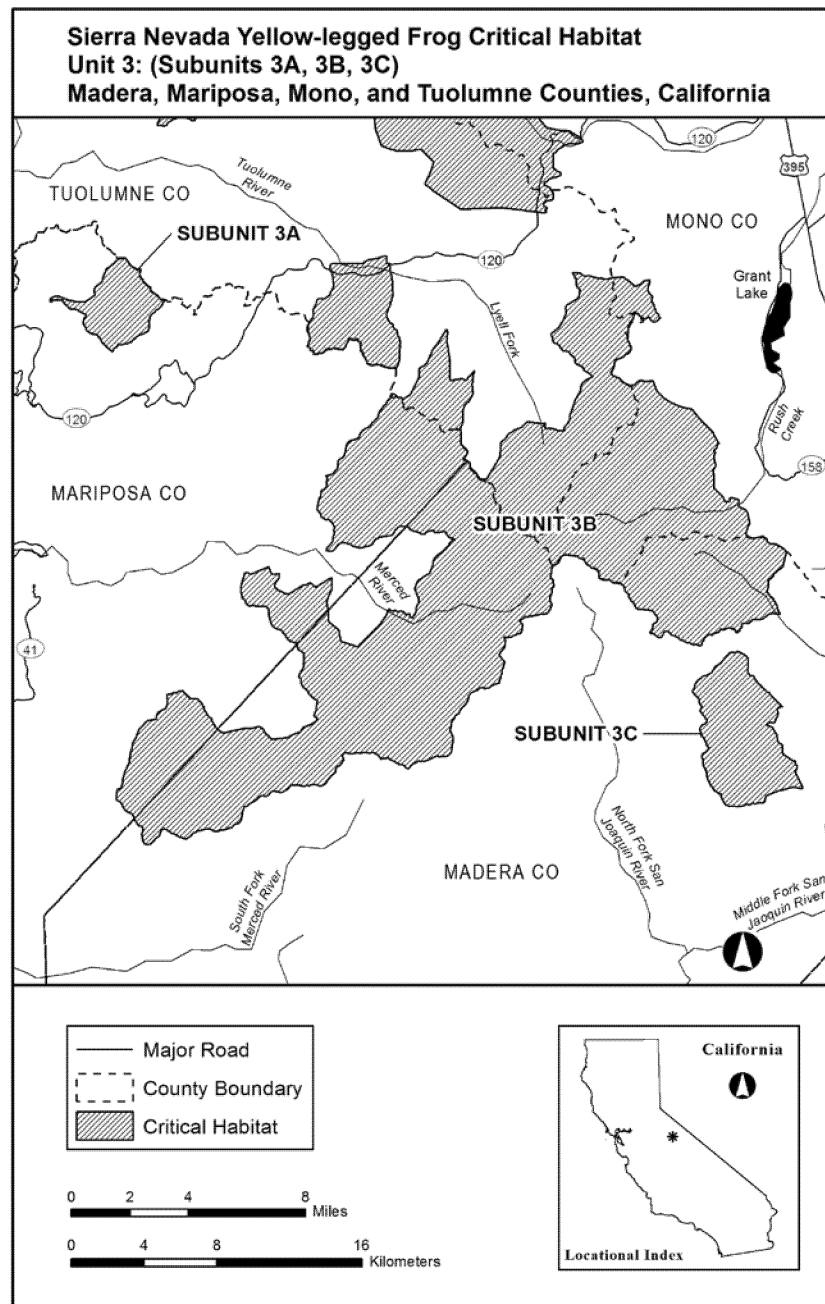 Sierra Nevada Yellow-legged Frog Critical Habitat
Unit 3: (Subunits 3A, 3B, 3C)
Madera, Mariposa, Mono, and Tuolumne Counties, California
120
395
Tuolumne
River
TUOLUMNE CO
MONO CO
SUBUNIT 3A
120
Grant
Lake
Lyell Fork
120
Rush
Creek
158
MARIPOSA CO
SUBUNIT 3B
Merced
River
41
SUBUNIT 3C
North Fork San
Joaquin River
MADERA CO
South Fork
Merced River
Middle Fork San
Jaoquin River
Major Road
County Boundary
Critical Habitat
0 2 4 8
Miles
0 4 8 16
Kilometers
California
Locational Index